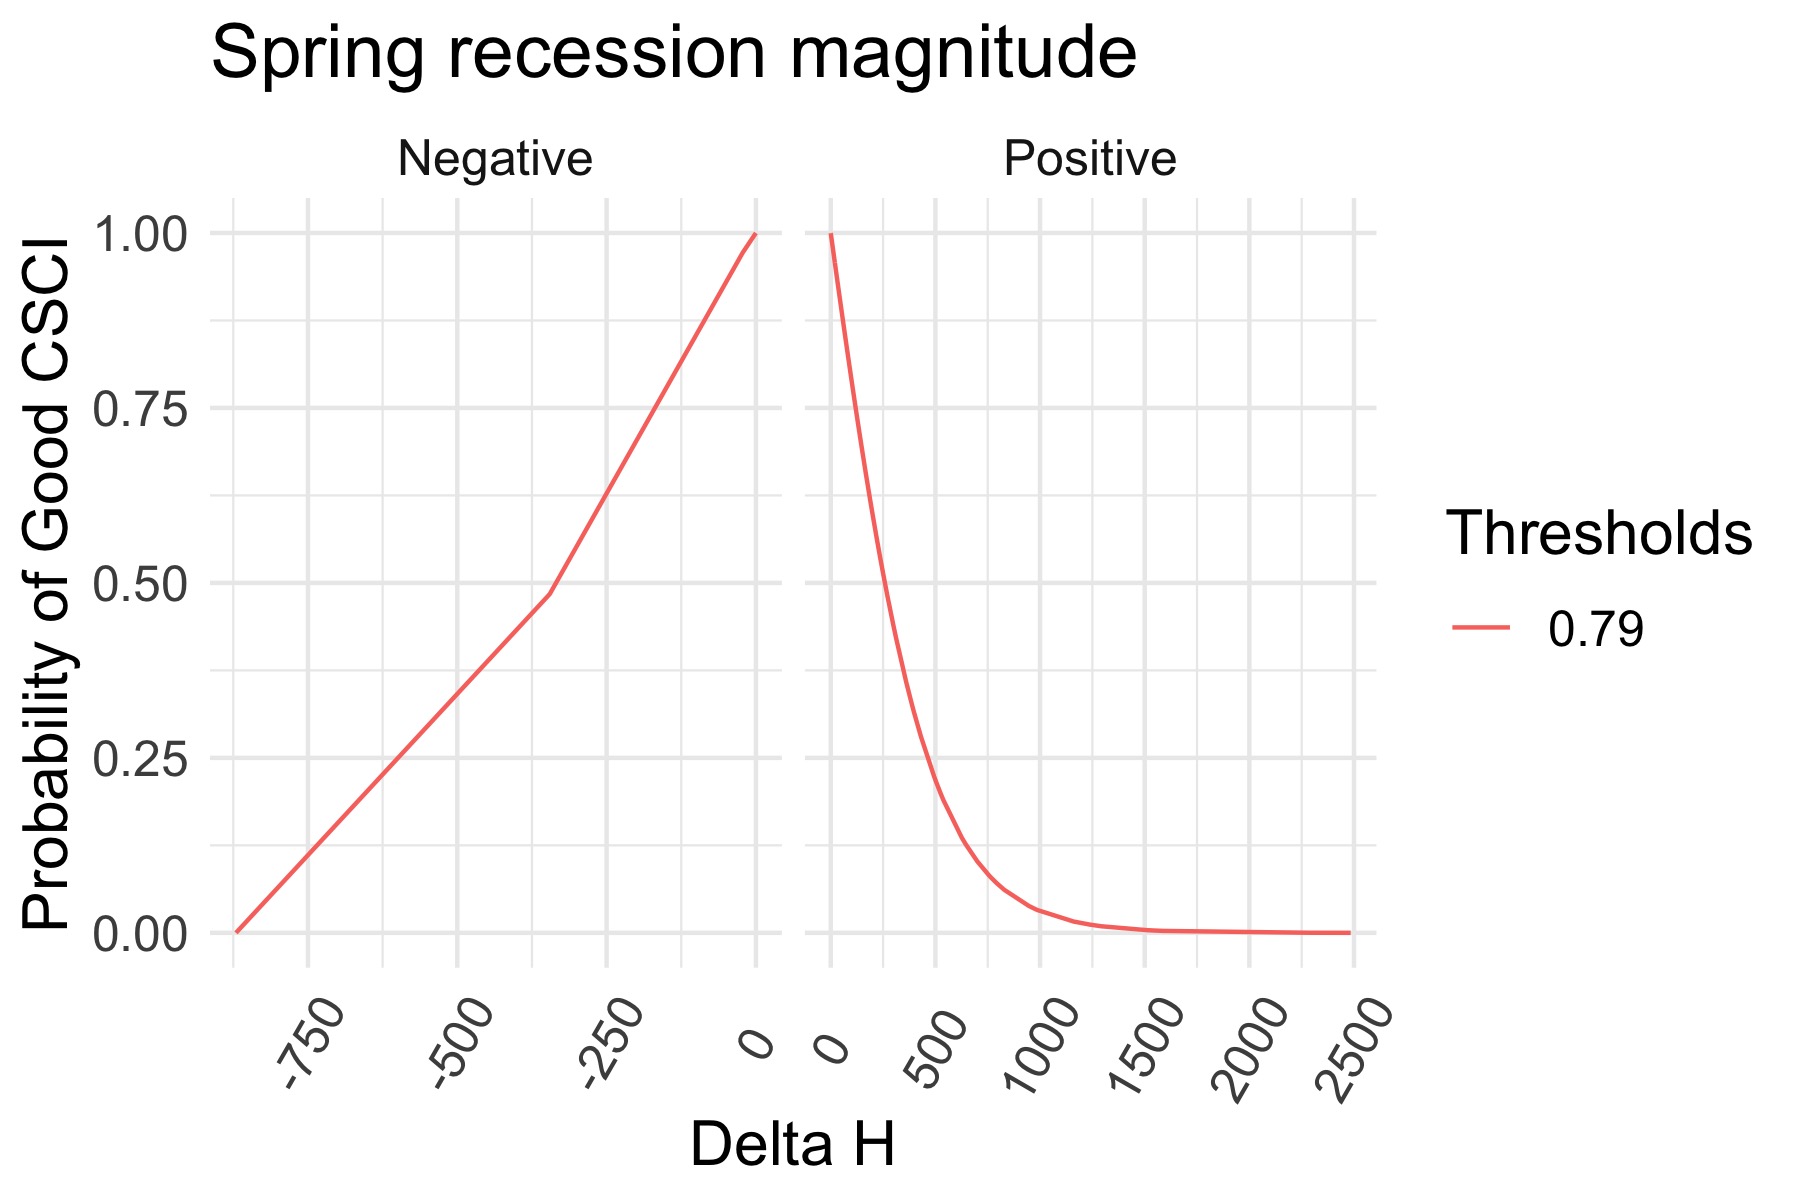 Spring recession magnitude
Negative
Positive
Probability of Good CSCI
1.00
0.75
0.50
0.25
0.00
-750
-500
-250
0
0
500
1000
1500
2000
2500
Delta H
Thresholds
0.79